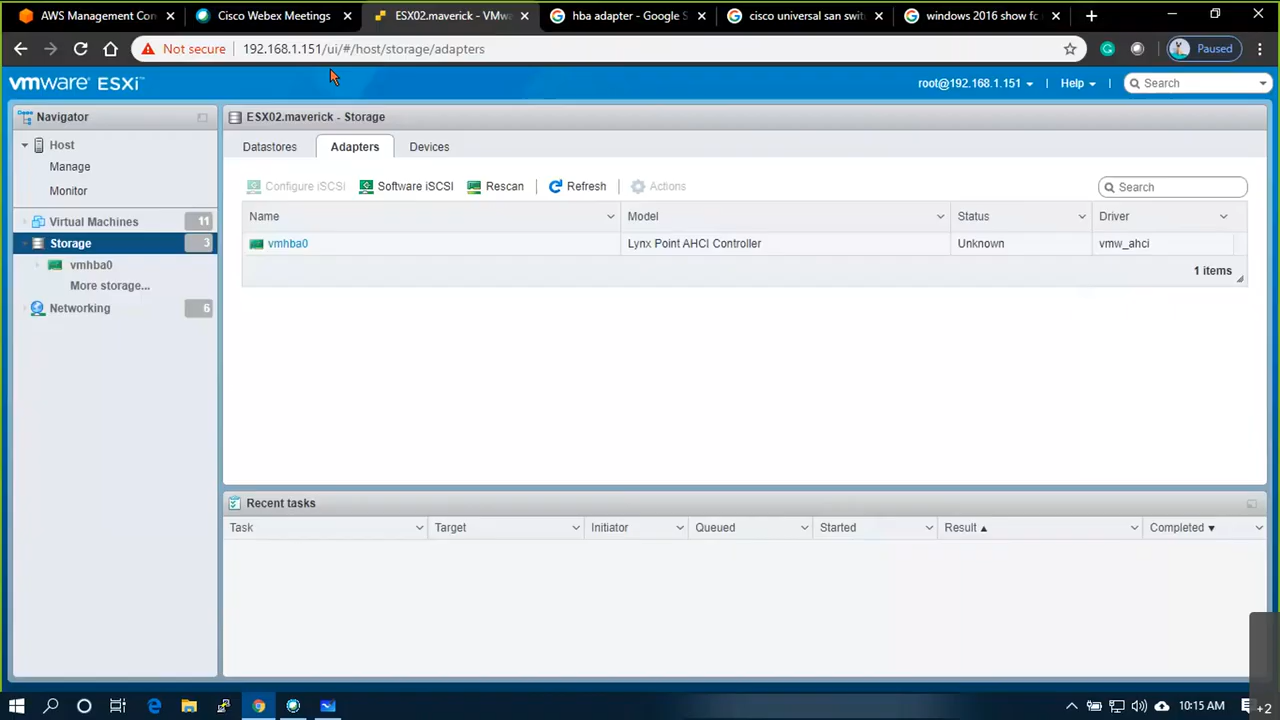 AWS Management Con
Cisco Webex Meetings
ESX02.maverick - VMw
hba adapter - Google S
cisco universal san swit
windows 2016 show fc
Not secure
192.168.1.151/ui/#/host/storage/adapters
Paused
vmware ESXi™
root@192.168.1.151
Help
Search
Navigator
Host
Manage
Monitor
Virtual Machines 11
Storage 3
vmhba0
More storage...
Networking 6
ESX02.maverick - Storage
Datastores
Adapters
Devices
Configure iSCSI
Software iSCSI
Rescan
Refresh
Actions
Search
Name Model Status Driver
vmhba0 Lynx Point AHCI Controller Unknown vmw_ahci
1 items
Recent tasks
Task Target Initiator Queued Started Result Completed
10:15 AM
+2